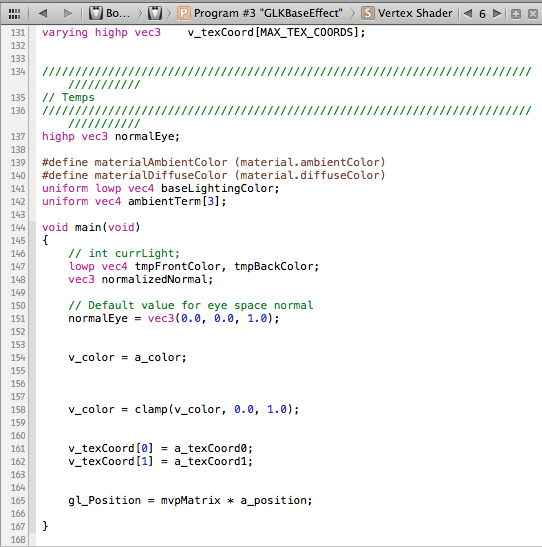 Bo... Program #3 "GLKBaseEffect" S Vertex Shader 6
131 varying highp vec3    v_texCoord[MAX_TEX_COORDS];
132
133
134 //////////////////////////////////////////////////////////////////////////
///////////
135 // Temps
136 //////////////////////////////////////////////////////////////////////////
///////////
137 highp vec3 normalEye;
138
139 #define materialAmbientColor (material.ambientColor)
140 #define materialDiffuseColor (material.diffuseColor)
141 uniform lowp vec4 baseLightingColor;
142 uniform vec4 ambientTerm[3];
143
144 void main(void)
145 {
146     // int currLight;
147     lowp vec4 tmpFrontColor, tmpBackColor;
148     vec3 normalizedNormal;
149
150     // Default value for eye space normal
151     normalEye = vec3(0.0, 0.0, 1.0);
152
153
154     v_color = a_color;
155
156
157
158     v_color = clamp(v_color, 0.0, 1.0);
159
160
161     v_texCoord[0] = a_texCoord0;
162     v_texCoord[1] = a_texCoord1;
163
164
165     gl_Position = mvpMatrix * a_position;
166
167 }
168